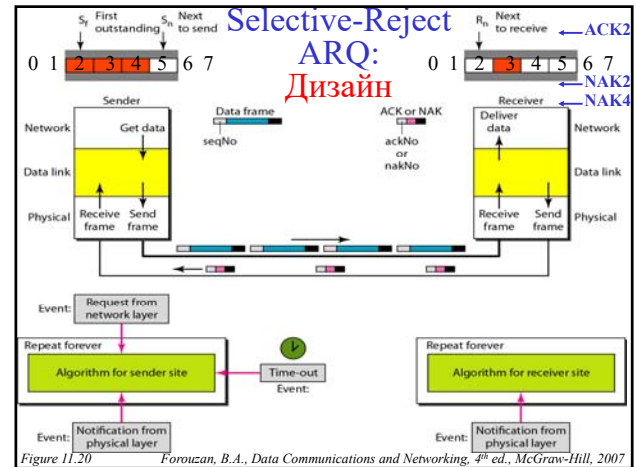 Selective-Reject
ARQ:
Дизайн
Sf First outstanding
Sn Next to send
0 1 2 3 4 5 6 7
Rn Next to receive
0 1 2 3 4 5 6 7
ACK2
NAK2
NAK4
Sender
Network
Get data
Data link
Physical
Receive frame
Send frame
Data frame
seqNo
ACK or NAK
ackNo
or
nakNo
Receiver
Deliver data
Network
Data link
Receive frame
Send frame
Physical
Event:
Request from network layer
Repeat forever
Algorithm for sender site
Time-out
Event:
Event:
Notification from physical layer
Repeat forever
Algorithm for receiver site
Event:
Notification from physical layer
Figure 11.20 Forouzan, B.A., Data Communications and Networking, 4th ed., McGraw-Hill, 2007